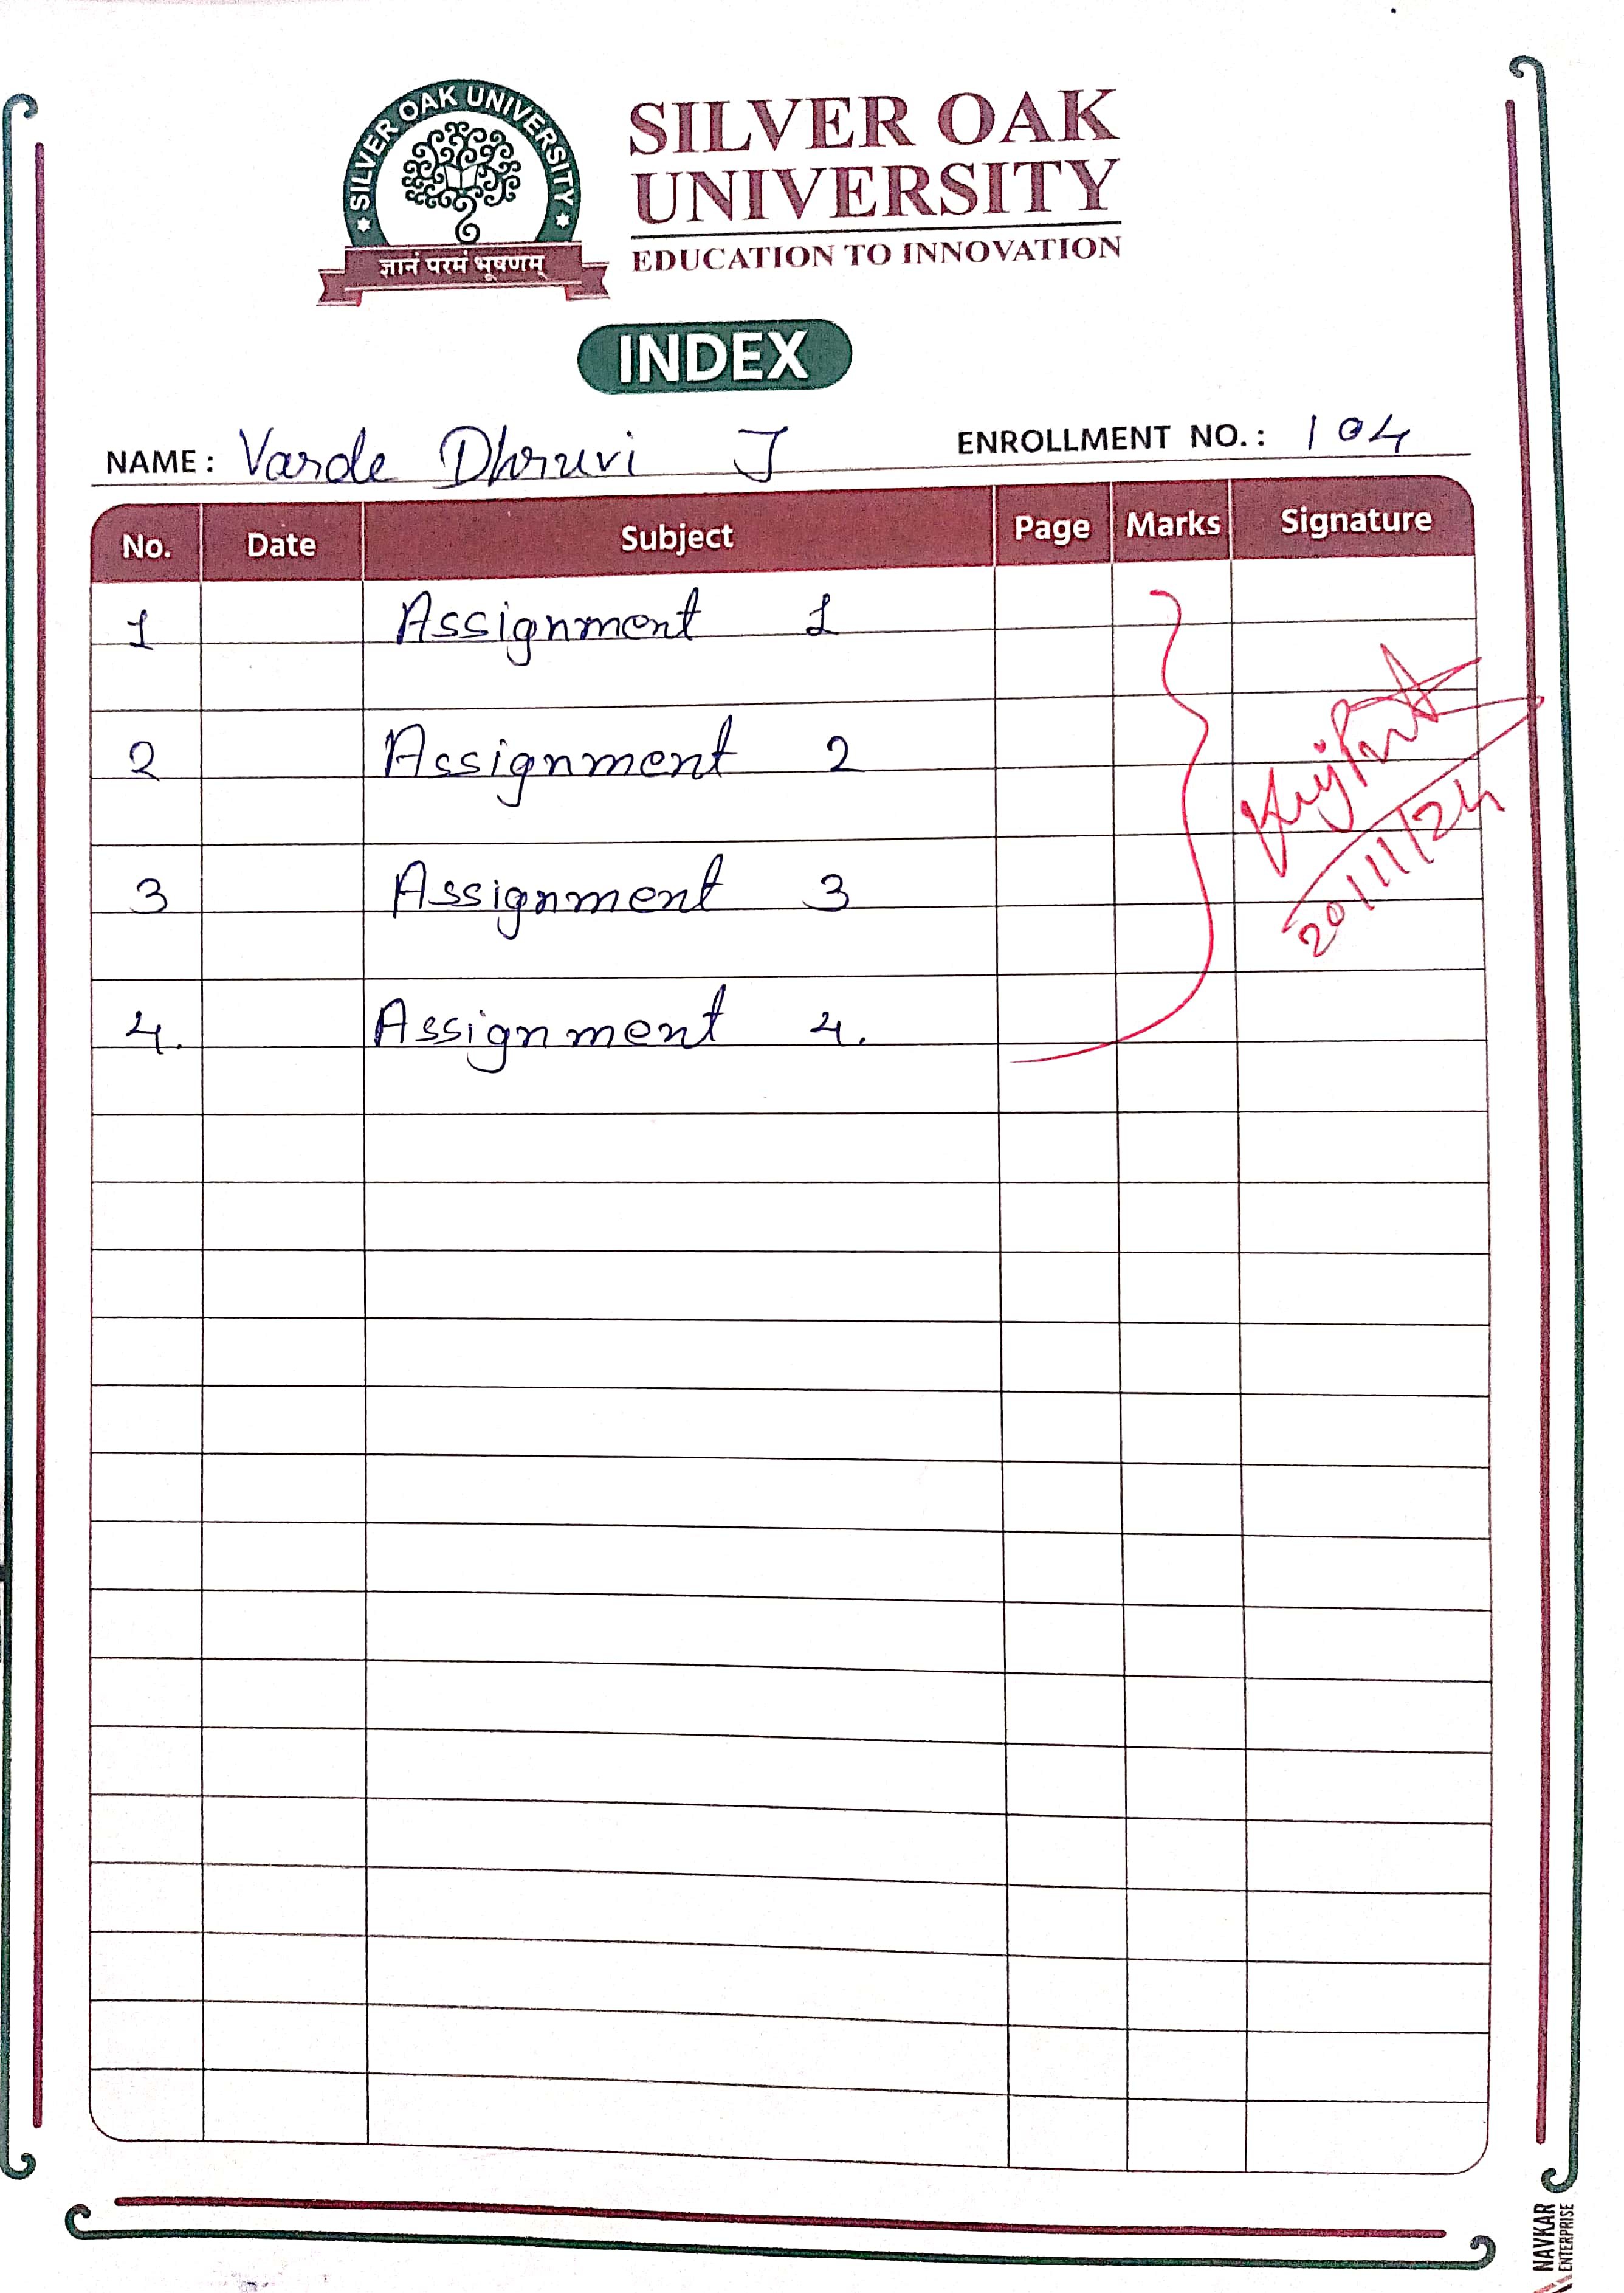 SILVER OAK UNIVERSITY
ज्ञानं परमं भूषणम्
SILVER OAK
UNIVERSITY
EDUCATION TO INNOVATION
INDEX
NAME: Varde Dhruvi J ENROLLMENT NO.: 104
No. Date Subject Page Marks Signature
1 Assignment 1
2 Assignment 2
3 Assignment 3
4. Assignment 4.
20/11/24
NAVKAR
ENTERPRISE